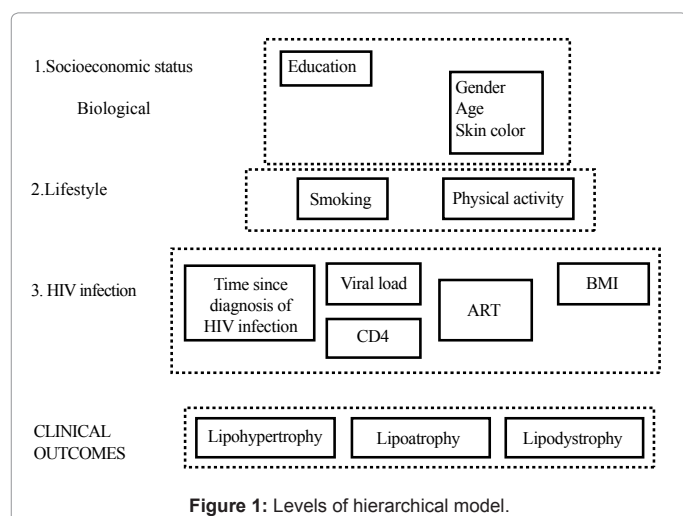 1.Socioeconomic status
Biological
Education
Gender
Age
Skin color
2.Lifestyle
Smoking
Physical activity
3. HIV infection
Time since
diagnosis of
HIV infection
Viral load
CD4
ART
BMI
CLINICAL
OUTCOMES
Lipohypertrophy
Lipoatrophy
Lipodystrophy
Figure 1: Levels of hierarchical model.